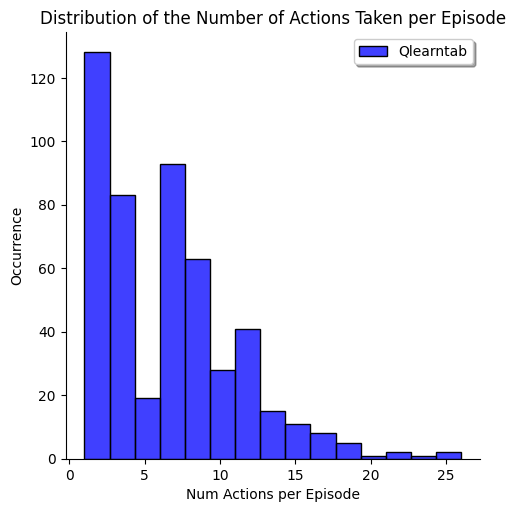 Distribution of the Number of Actions Taken per Episode
Qlearntab
120
100
80
60
40
20
0
Occurrence
0 5 10 15 20 25
Num Actions per Episode